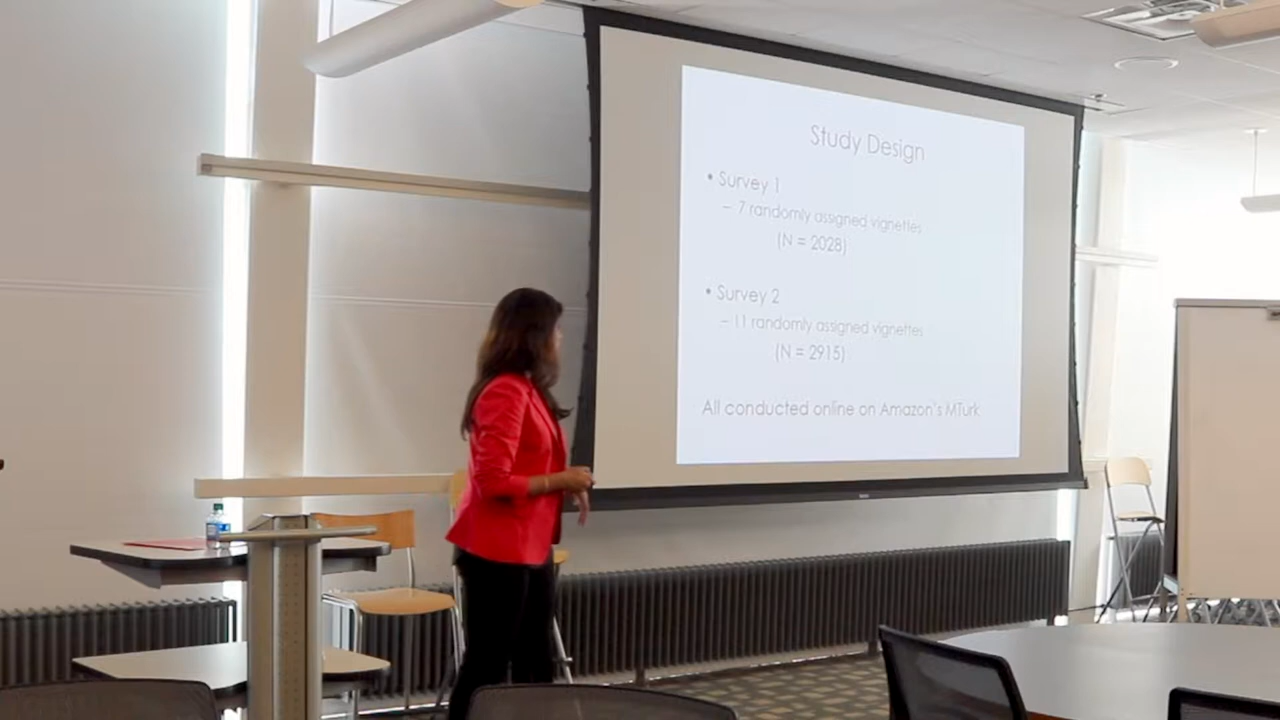 Study Design
• Survey 1
– 7 randomly assigned vignettes
(N = 2028)
• Survey 2
– 11 randomly assigned vignettes
(N = 2915)
All conducted online on Amazon's MTurk